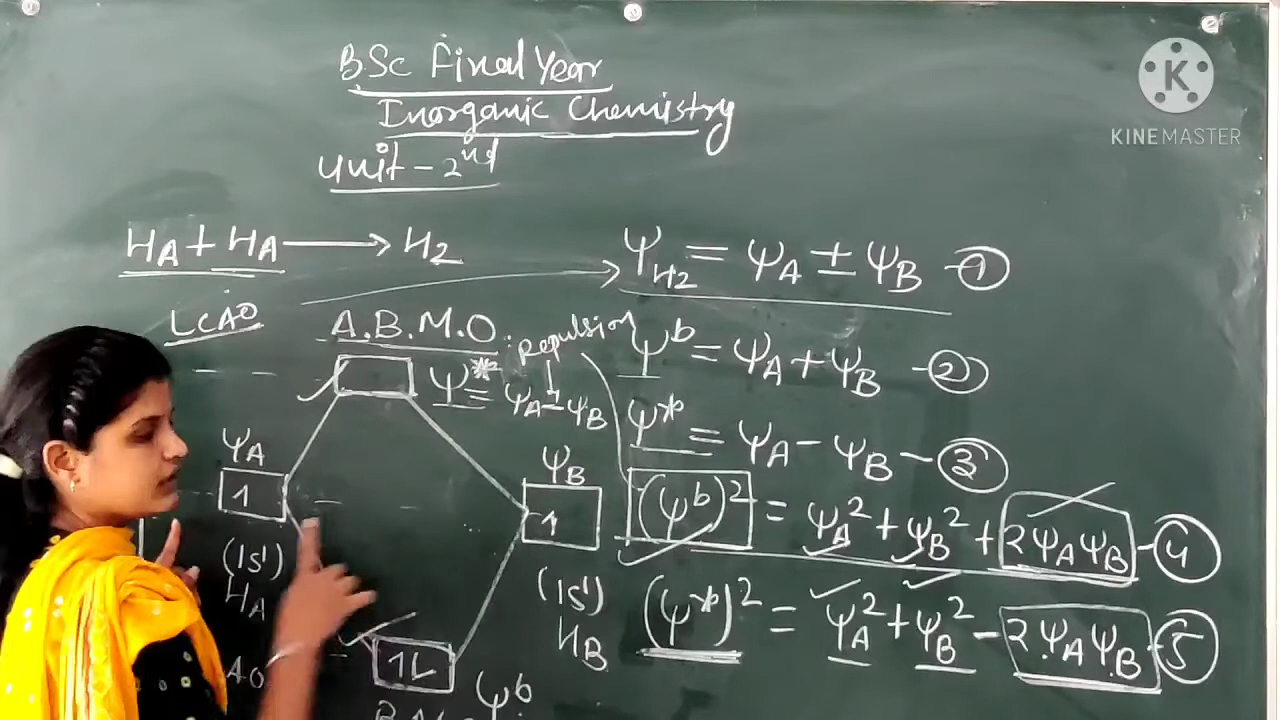 BSc Final Year
Inorganic Chemistry
Unit - 2nd
KINEMASTER
HA + HA → H2
ΨH2 = ΨA ± ΨB - ①
LCAO
A.B.M.O : repulsion
Ψ* = ΨA - ΨB
Ψb = ΨA + ΨB - ②
Ψ* = ΨA - ΨB - ③
ΨA
1
(1s1)
HA
AO
ΨB
1
(1s1)
HB
(Ψb)2 = ΨA2 + ΨB2 + 2ΨAΨB - ④
(Ψ*)2 = ΨA2 + ΨB2 - 2ΨAΨB - ⑤
1L
Ψb